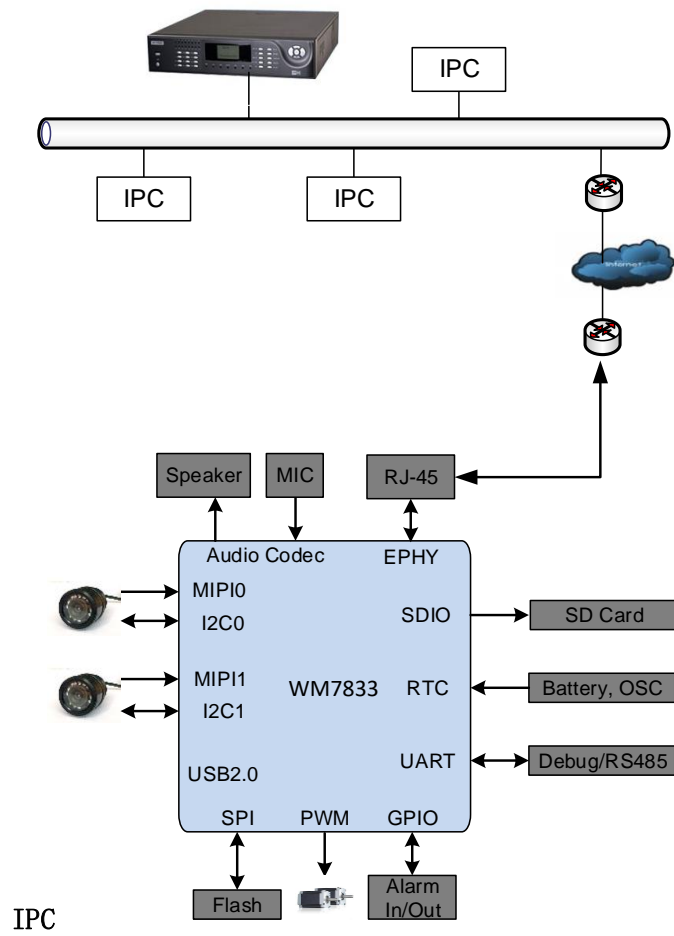 IPC
IPC
IPC
Internet
Speaker
MIC
RJ-45
Audio Codec
EPHY
MIPI0
I2C0
SDIO
SD Card
MIPI1
I2C1
WM7833
RTC
Battery, OSC
USB2.0
UART
Debug/RS485
SPI
PWM
GPIO
Flash
Alarm
In/Out
IPC